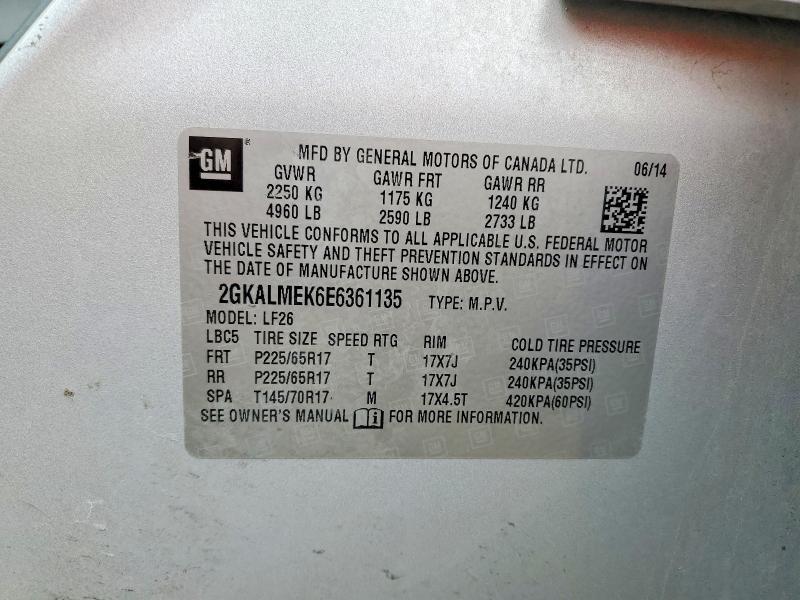 GM ®
MFD BY GENERAL MOTORS OF CANADA LTD. 06/14
GVWR GAWR FRT GAWR RR
2250 KG 1175 KG 1240 KG
4960 LB 2590 LB 2733 LB
THIS VEHICLE CONFORMS TO ALL APPLICABLE U.S. FEDERAL MOTOR
VEHICLE SAFETY AND THEFT PREVENTION STANDARDS IN EFFECT ON
THE DATE OF MANUFACTURE SHOWN ABOVE.
2GKALMEK6E6361135 TYPE: M.P.V.
MODEL: LF26
LBC5 TIRE SIZE SPEED RTG RIM COLD TIRE PRESSURE
FRT P225/65R17 T 17X7J 240KPA(35PSI)
RR P225/65R17 T 17X7J 240KPA(35PSI)
SPA T145/70R17 M 17X4.5T 420KPA(60PSI)
SEE OWNER'S MANUAL FOR MORE INFORMATION.